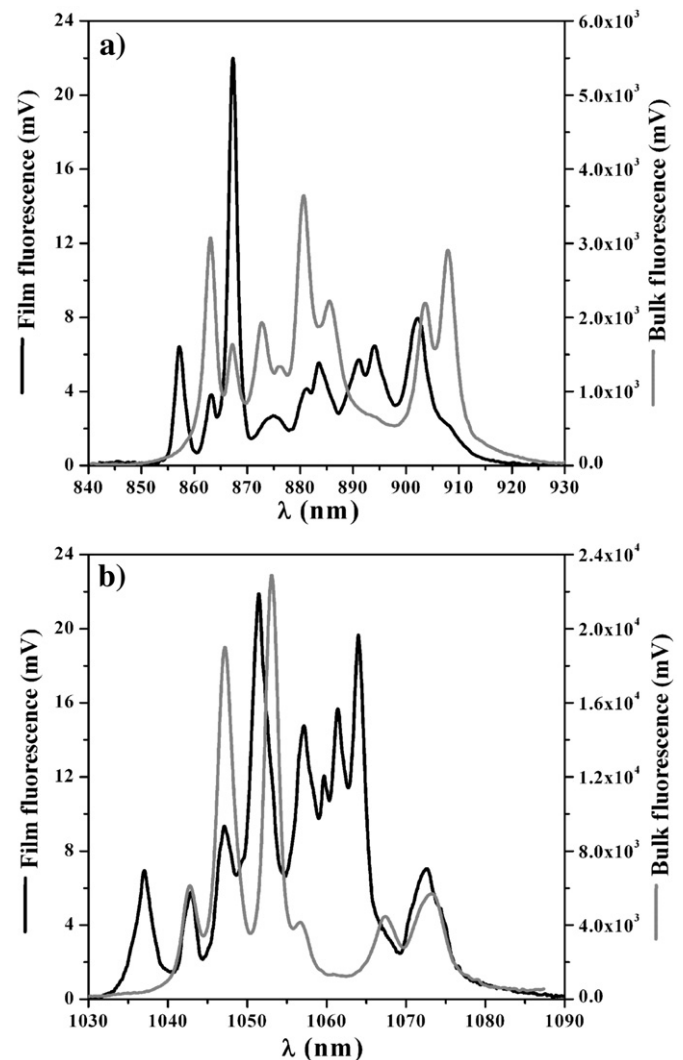 a)
24
20
16
12
8
4
0
Film fluorescence (mV)
6.0x10³
5.0x10³
4.0x10³
3.0x10³
2.0x10³
1.0x10³
0.0
Bulk fluorescence (mV)
840 850 860 870 880 890 900 910 920 930
λ (nm)
b)
24
20
16
12
8
4
0
Film fluorescence (mV)
2.4x10⁴
2.0x10⁴
1.6x10⁴
1.2x10⁴
8.0x10³
4.0x10³
0.0
Bulk fluorescence (mV)
1030 1040 1050 1060 1070 1080 1090
λ (nm)